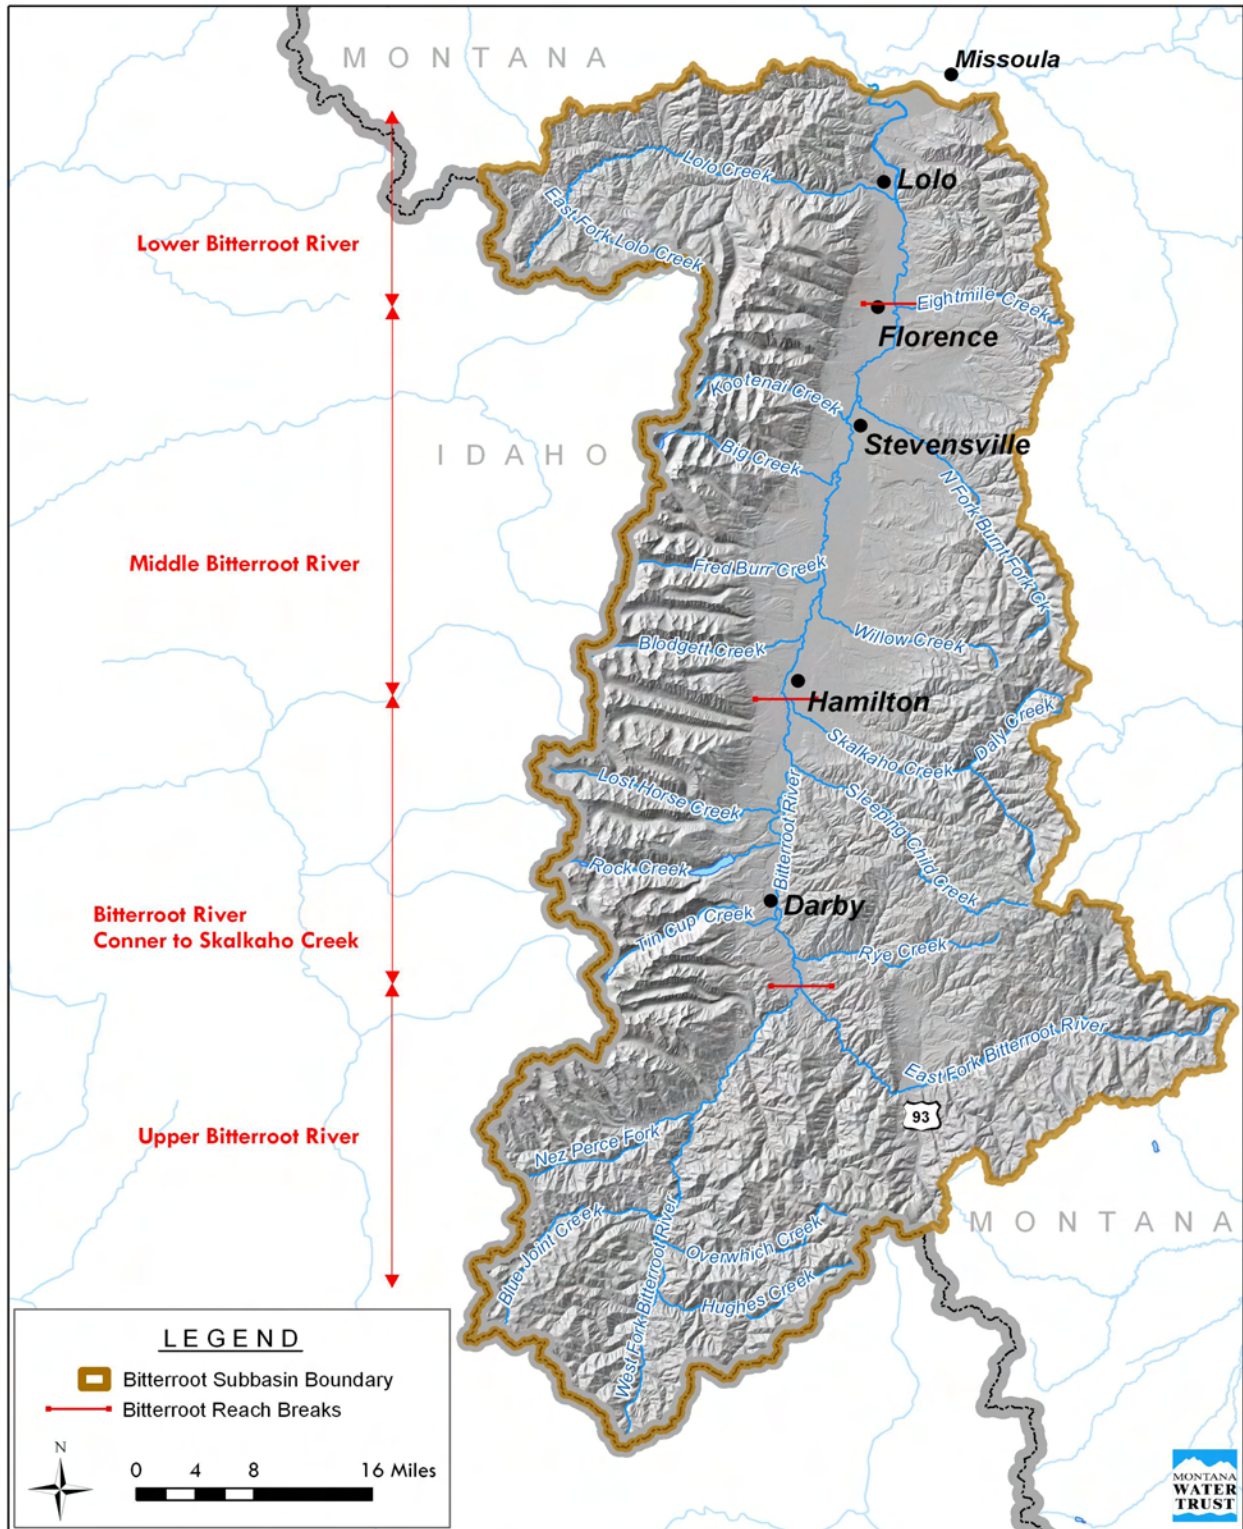 MONTANA
Missoula
Lolo Creek
Lolo
East Fork Lolo Creek
Lower Bitterroot River
Eightmile Creek
Florence
Kootenai Creek
Stevensville
IDAHO
Big Creek
N Fork Burnt Fork Ck
Middle Bitterroot River
Fred Burr Creek
Willow Creek
Blodgett Creek
Hamilton
Daly Creek
Skalkaho Creek
Lost Horse Creek
Bitterroot River
Sleeping Child Creek
Rock Creek
Darby
Bitterroot River
Conner to Skalkaho Creek
Tin Cup Creek
Rye Creek
East Fork Bitterroot River
93
Upper Bitterroot River
Nez Perce Fork
MONTANA
Blue Joint Creek
West Fork Bitterroot River
Overwhich Creek
Hughes Creek
LEGEND
Bitterroot Subbasin Boundary
Bitterroot Reach Breaks
N
0 4 8 16 Miles
MONTANA
WATER
TRUST